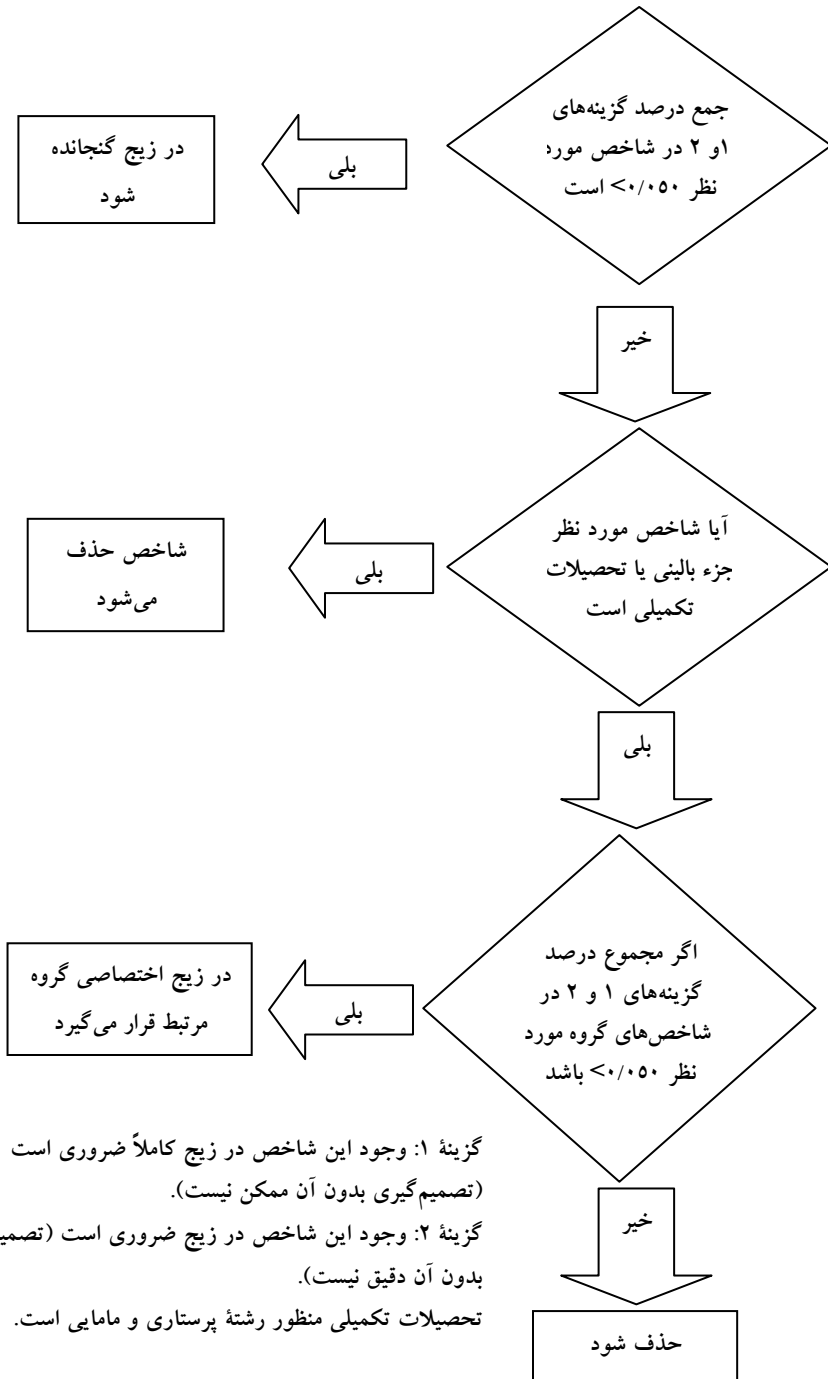 جمع درصد گزینه‌های
۱و ۲ در شاخص مورد
نظر ۰/۰۵۰< است
بلی
در زیج گنجانده
شود
خیر
آیا شاخص مورد نظر
جزء بالینی یا تحصیلات
تکمیلی است
بلی
شاخص حذف
می‌شود
بلی
اگر مجموع درصد
گزینه‌های ۱ و ۲ در
شاخص‌های گروه مورد
نظر ۰/۰۵۰< باشد
بلی
در زیج اختصاصی گروه
مرتبط قرار می‌گیرد
خیر
حذف شود
گزینهٔ ۱: وجود این شاخص در زیج کاملاً ضروری است
(تصمیم‌گیری بدون آن ممکن نیست).
گزینهٔ ۲: وجود این شاخص در زیج ضروری است (تصمی
بدون آن دقیق نیست).
تحصیلات تکمیلی منظور رشتهٔ پرستاری و مامایی است.